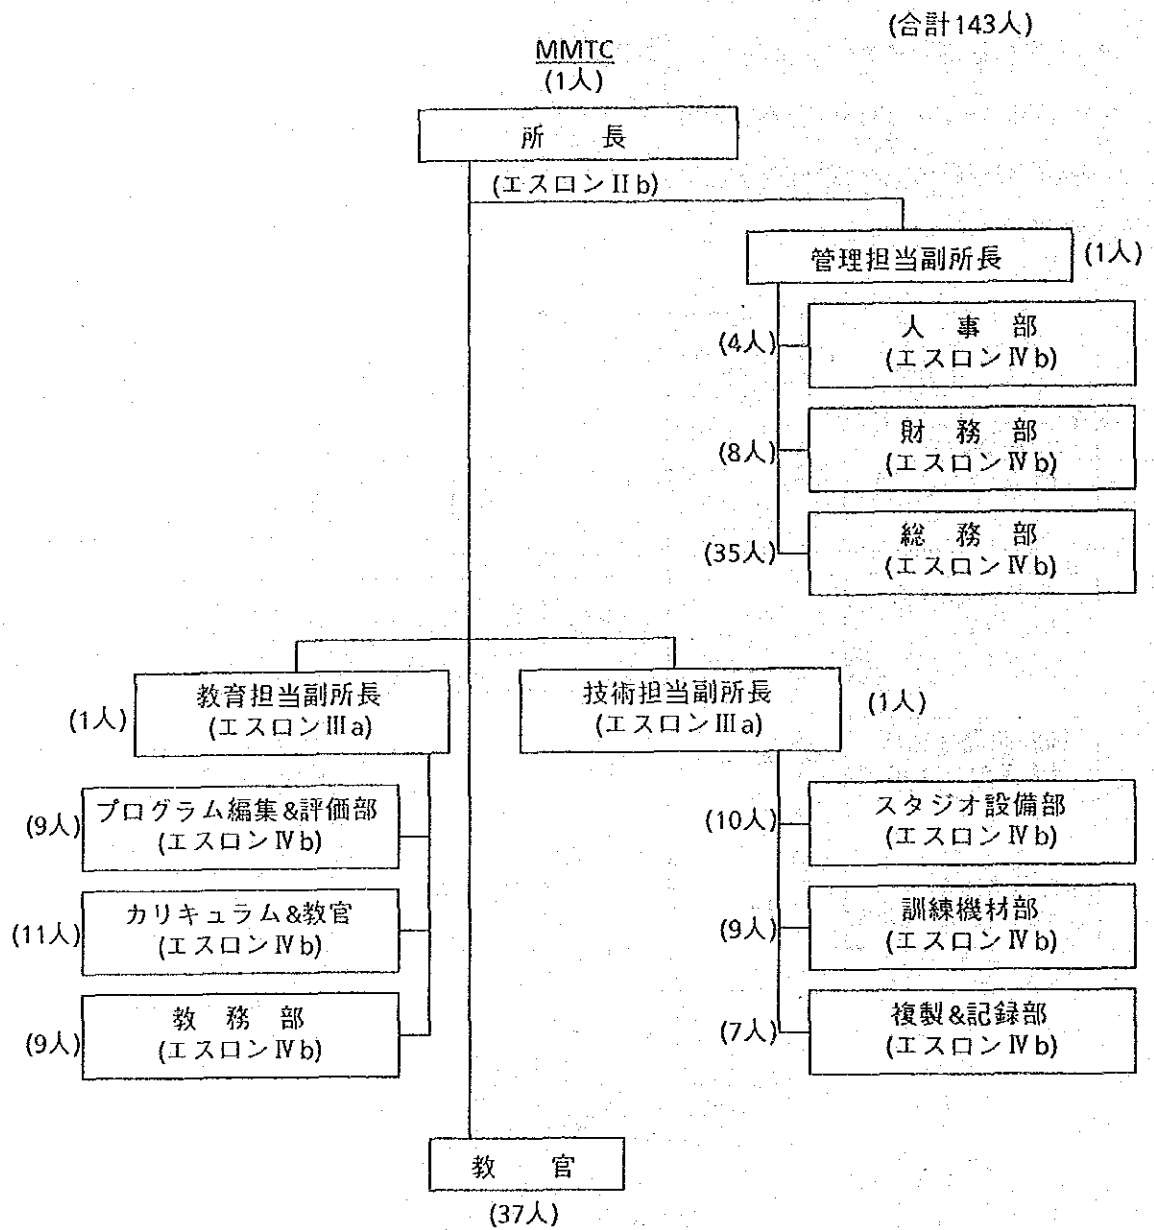 (合計143人)
MMTC
(1人)
所 長
(エスロンⅡb)
管理担当副所長
(1人)
(4人)
人 事 部
(エスロンⅣb)
(8人)
財 務 部
(エスロンⅣb)
(35人)
総 務 部
(エスロンⅣb)
(1人)
教育担当副所長
(エスロンⅢa)
技術担当副所長
(エスロンⅢa)
(1人)
(9人)
プログラム編集&評価部
(エスロンⅣb)
(11人)
カリキュラム&教官
(エスロンⅣb)
(9人)
教 務 部
(エスロンⅣb)
(10人)
スタジオ設備部
(エスロンⅣb)
(9人)
訓練機材部
(エスロンⅣb)
(7人)
複製&記録部
(エスロンⅣb)
教 官
(37人)